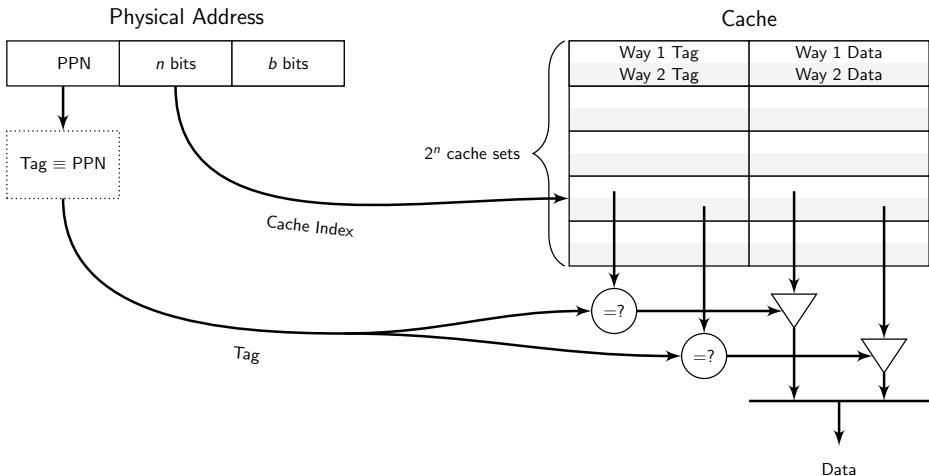 Physical Address
Cache
PPN
n bits
b bits
Way 1 Tag
Way 1 Data
Way 2 Tag
Way 2 Data
Tag ≡ PPN
2ⁿ cache sets
Cache Index
=?
Tag
=?
Data